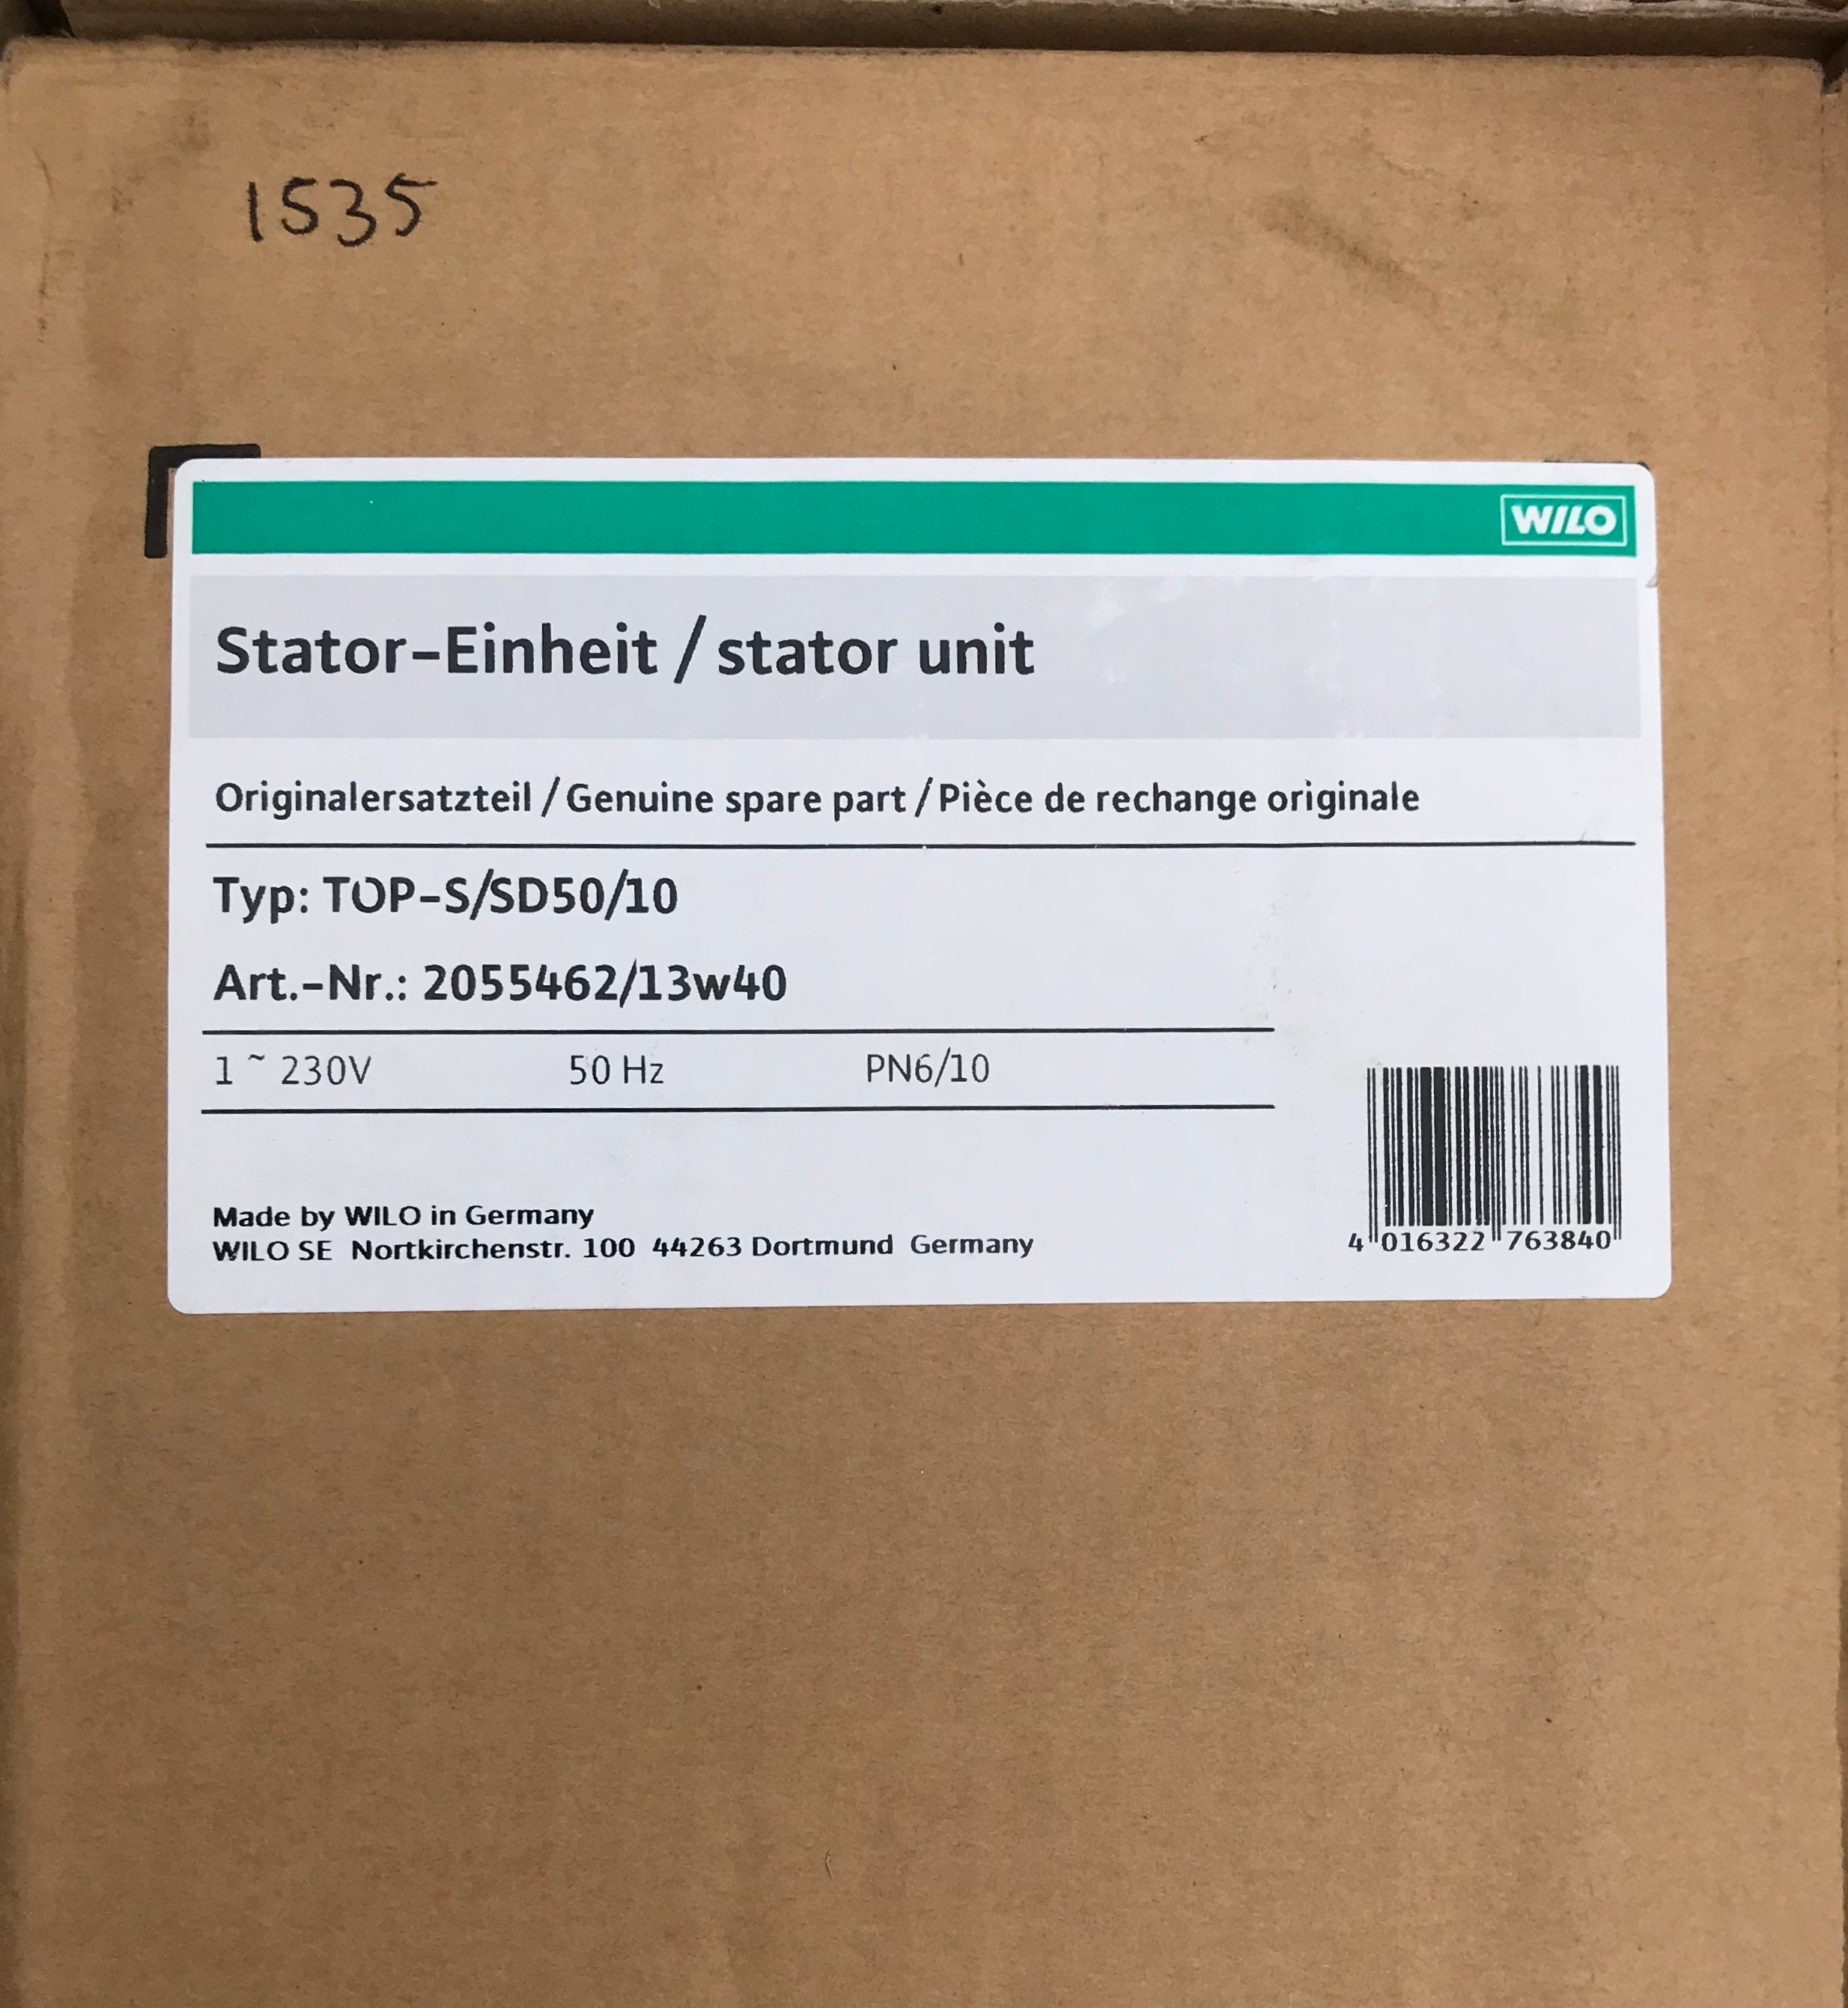 1535
WILO
Stator-Einheit / stator unit
Originalersatzteil / Genuine spare part / Pièce de rechange originale
Typ: TOP-S/SD50/10
Art.-Nr.: 2055462/13w40
1 ~ 230V 50 Hz PN6/10
Made by WILO in Germany
WILO SE Nortkirchenstr. 100 44263 Dortmund Germany
4 016322 763840